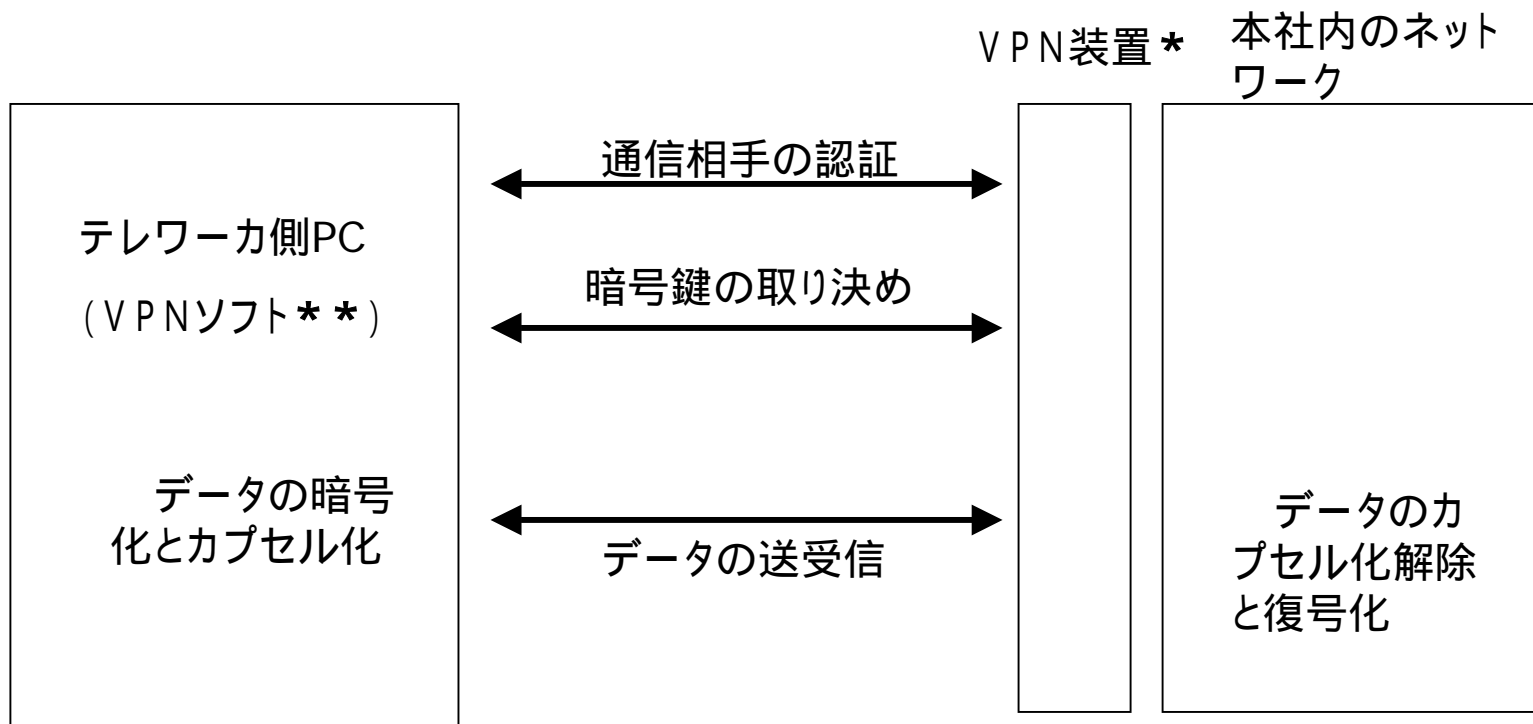 VPN装置*
本社内のネット
ワーク
通信相手の認証
テレワーカ側PC
(VPNソフト**)
暗号鍵の取り決め
データの暗号
化とカプセル化
データの送受信
データのカ
プセル化解除
と復号化